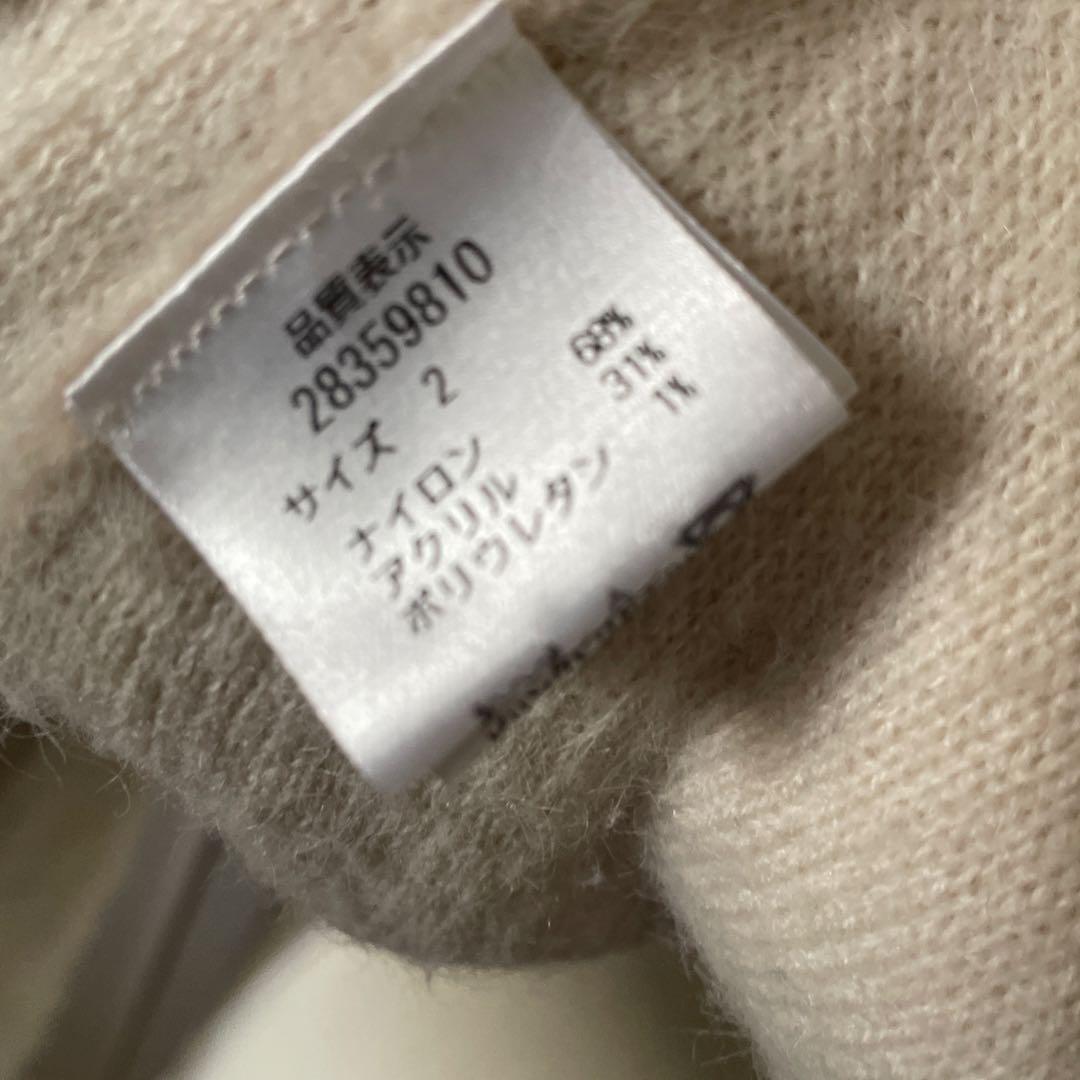 品質表示
28359810
サイズ 2
ナイロン 68%
アクリル 31%
ポリウレタン 1%